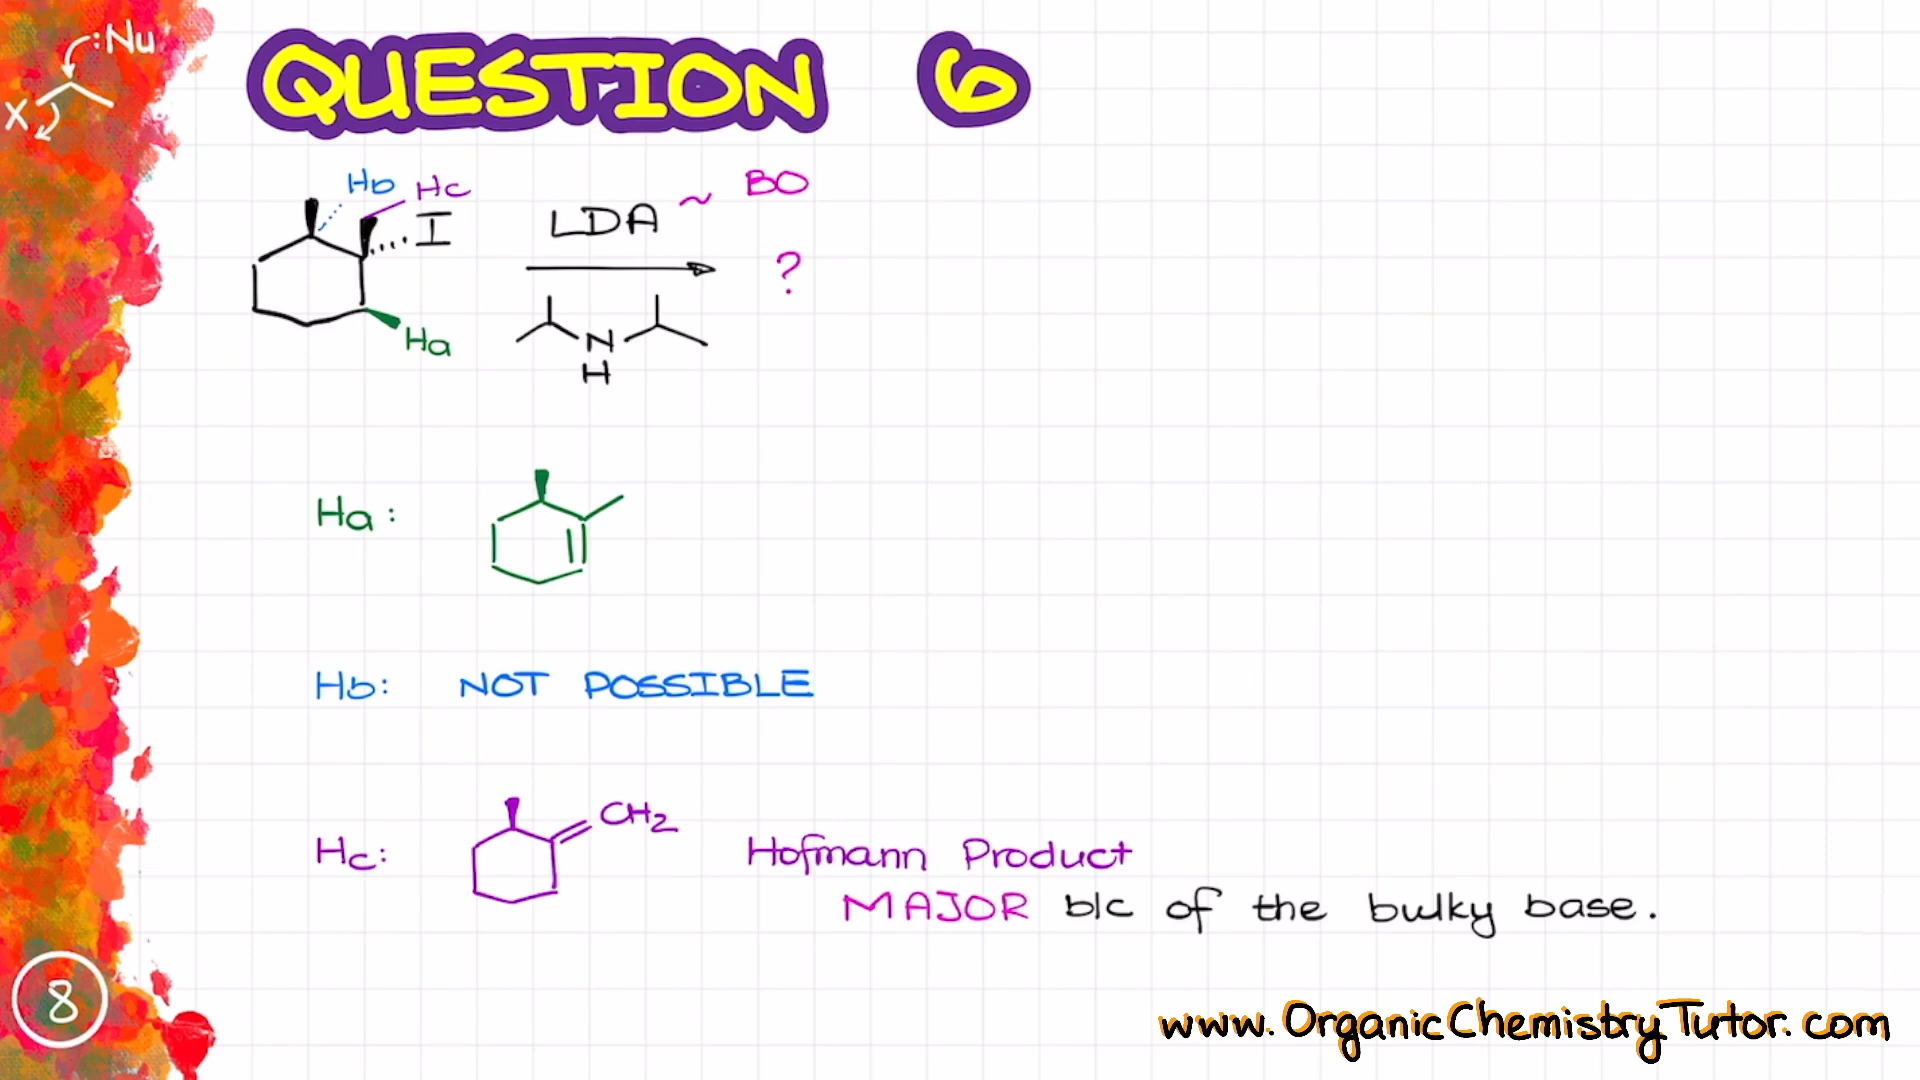 :Nu
X
QUESTION 6
Hb Hc
I
LDA ~ BO
?
Ha
N
H
Ha:
Hb: NOT POSSIBLE
CH2
Hc: Hofmann Product
MAJOR b/c of the bulky base.
8
www.OrganicChemistryTutor.com